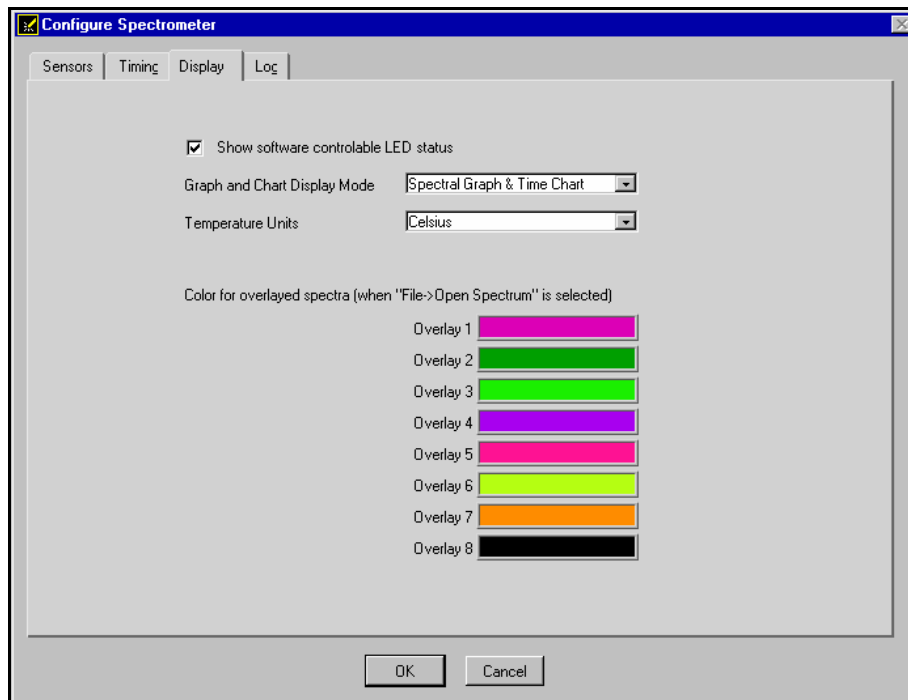 Configure Spectrometer
Sensors Timing Display Log
Show software controlable LED status
Graph and Chart Display Mode Spectral Graph & Time Chart
Temperature Units Celsius
Color for overlayed spectra (when "File->Open Spectrum" is selected)
Overlay 1
Overlay 2
Overlay 3
Overlay 4
Overlay 5
Overlay 6
Overlay 7
Overlay 8
OK Cancel